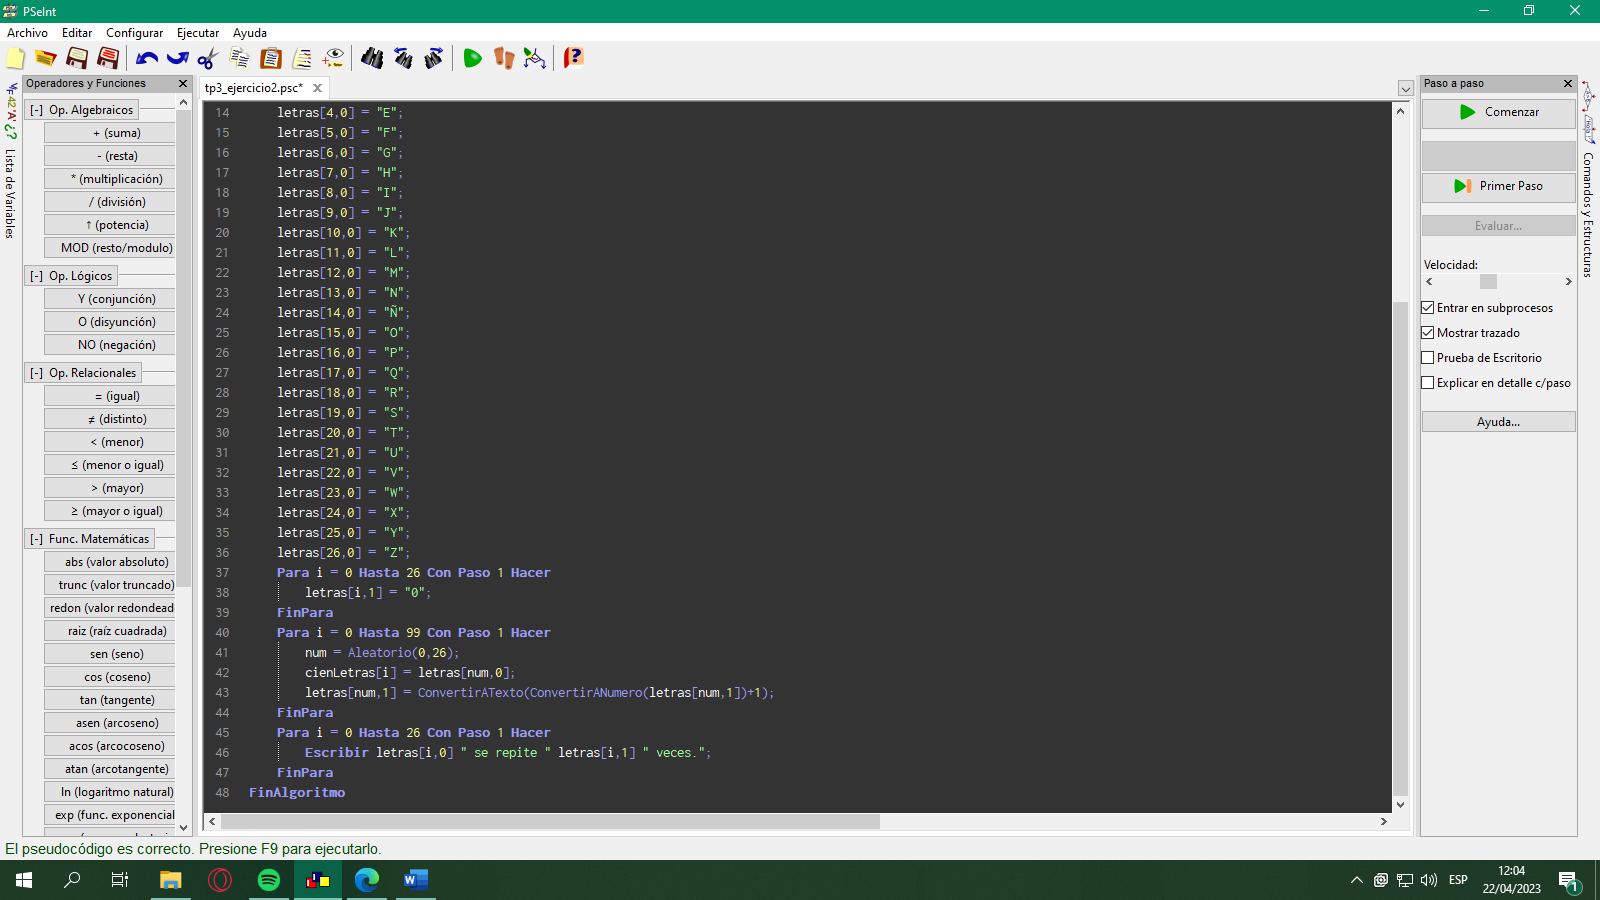 PSeInt
Archivo Editar Configurar Ejecutar Ayuda
Operadores y Funciones
[-] Op. Algebraicos
+ (suma)
- (resta)
* (multiplicación)
/ (división)
↑ (potencia)
MOD (resto/modulo)
[-] Op. Lógicos
Y (conjunción)
O (disyunción)
NO (negación)
[-] Op. Relacionales
= (igual)
≠ (distinto)
< (menor)
≤ (menor o igual)
> (mayor)
≥ (mayor o igual)
[-] Func. Matemáticas
abs (valor absoluto)
trunc (valor truncado)
redon (valor redondead
raiz (raíz cuadrada)
sen (seno)
cos (coseno)
tan (tangente)
asen (arcoseno)
acos (arcocoseno)
atan (arcotangente)
ln (logaritmo natural)
exp (func. exponencial
Lista de Variables
tp3_ejercicio2.psc*
14 letras[4,0] = "E";
15 letras[5,0] = "F";
16 letras[6,0] = "G";
17 letras[7,0] = "H";
18 letras[8,0] = "I";
19 letras[9,0] = "J";
20 letras[10,0] = "K";
21 letras[11,0] = "L";
22 letras[12,0] = "M";
23 letras[13,0] = "N";
24 letras[14,0] = "Ñ";
25 letras[15,0] = "O";
26 letras[16,0] = "P";
27 letras[17,0] = "Q";
28 letras[18,0] = "R";
29 letras[19,0] = "S";
30 letras[20,0] = "T";
31 letras[21,0] = "U";
32 letras[22,0] = "V";
33 letras[23,0] = "W";
34 letras[24,0] = "X";
35 letras[25,0] = "Y";
36 letras[26,0] = "Z";
37 Para i = 0 Hasta 26 Con Paso 1 Hacer
38 letras[i,1] = "0";
39 FinPara
40 Para i = 0 Hasta 99 Con Paso 1 Hacer
41 num = Aleatorio(0,26);
42 cienLetras[i] = letras[num,0];
43 letras[num,1] = ConvertirATexto(ConvertirANumero(letras[num,1])+1);
44 FinPara
45 Para i = 0 Hasta 26 Con Paso 1 Hacer
46 Escribir letras[i,0] " se repite " letras[i,1] " veces.";
47 FinPara
48 FinAlgoritmo
Paso a paso
Comenzar
Primer Paso
Evaluar...
Velocidad:
Entrar en subprocesos
Mostrar trazado
Prueba de Escritorio
Explicar en detalle c/paso
Ayuda...
Comandos y Estructuras
El pseudocódigo es correcto. Presione F9 para ejecutarlo.
ESP
12:04
22/04/2023
1